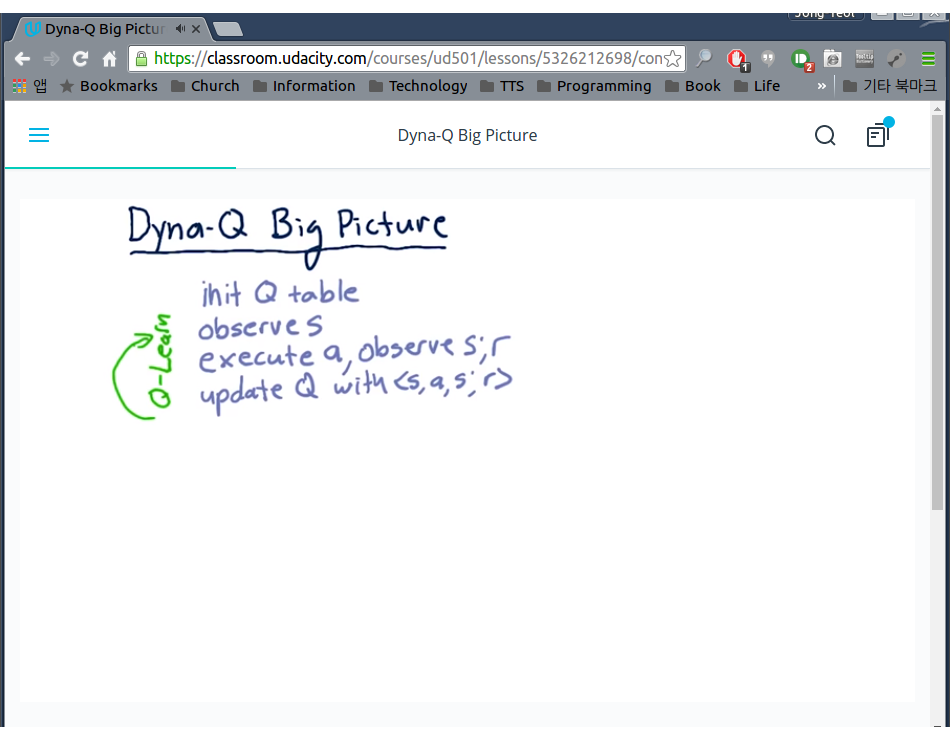 Dyna-Q Big Pictur
Jong Yeol
https://classroom.udacity.com/courses/ud501/lessons/5326212698/con
1
2
앱
Bookmarks
Church
Information
Technology
TTS
Programming
Book
Life
»
기타 북마크
Dyna-Q Big Picture
Dyna-Q Big Picture
init Q table
observe s
execute a, observe s', r
update Q with <s, a, s', r>
Q-Learn